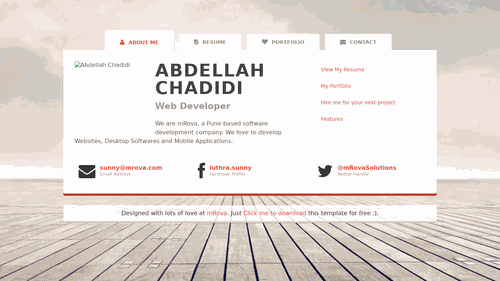 ABOUT ME
RESUME
PORTFOLIO
CONTACT
Abdellah Chadidi
ABDELLAH
CHADIDI
Web Developer
We are mRova, a Pune-based software
development company. We love to develop
Websites, Desktop Softwares and Mobile Applications.
View My Resume
My Portfolio
Hire me for your next project
Features
sunny@mrova.com
Email Address
luthra.sunny
Facebook Profile
@mRovaSolutions
Twitter Handle
Designed with lots of love at mRova. Just Click me to download this template for free :).